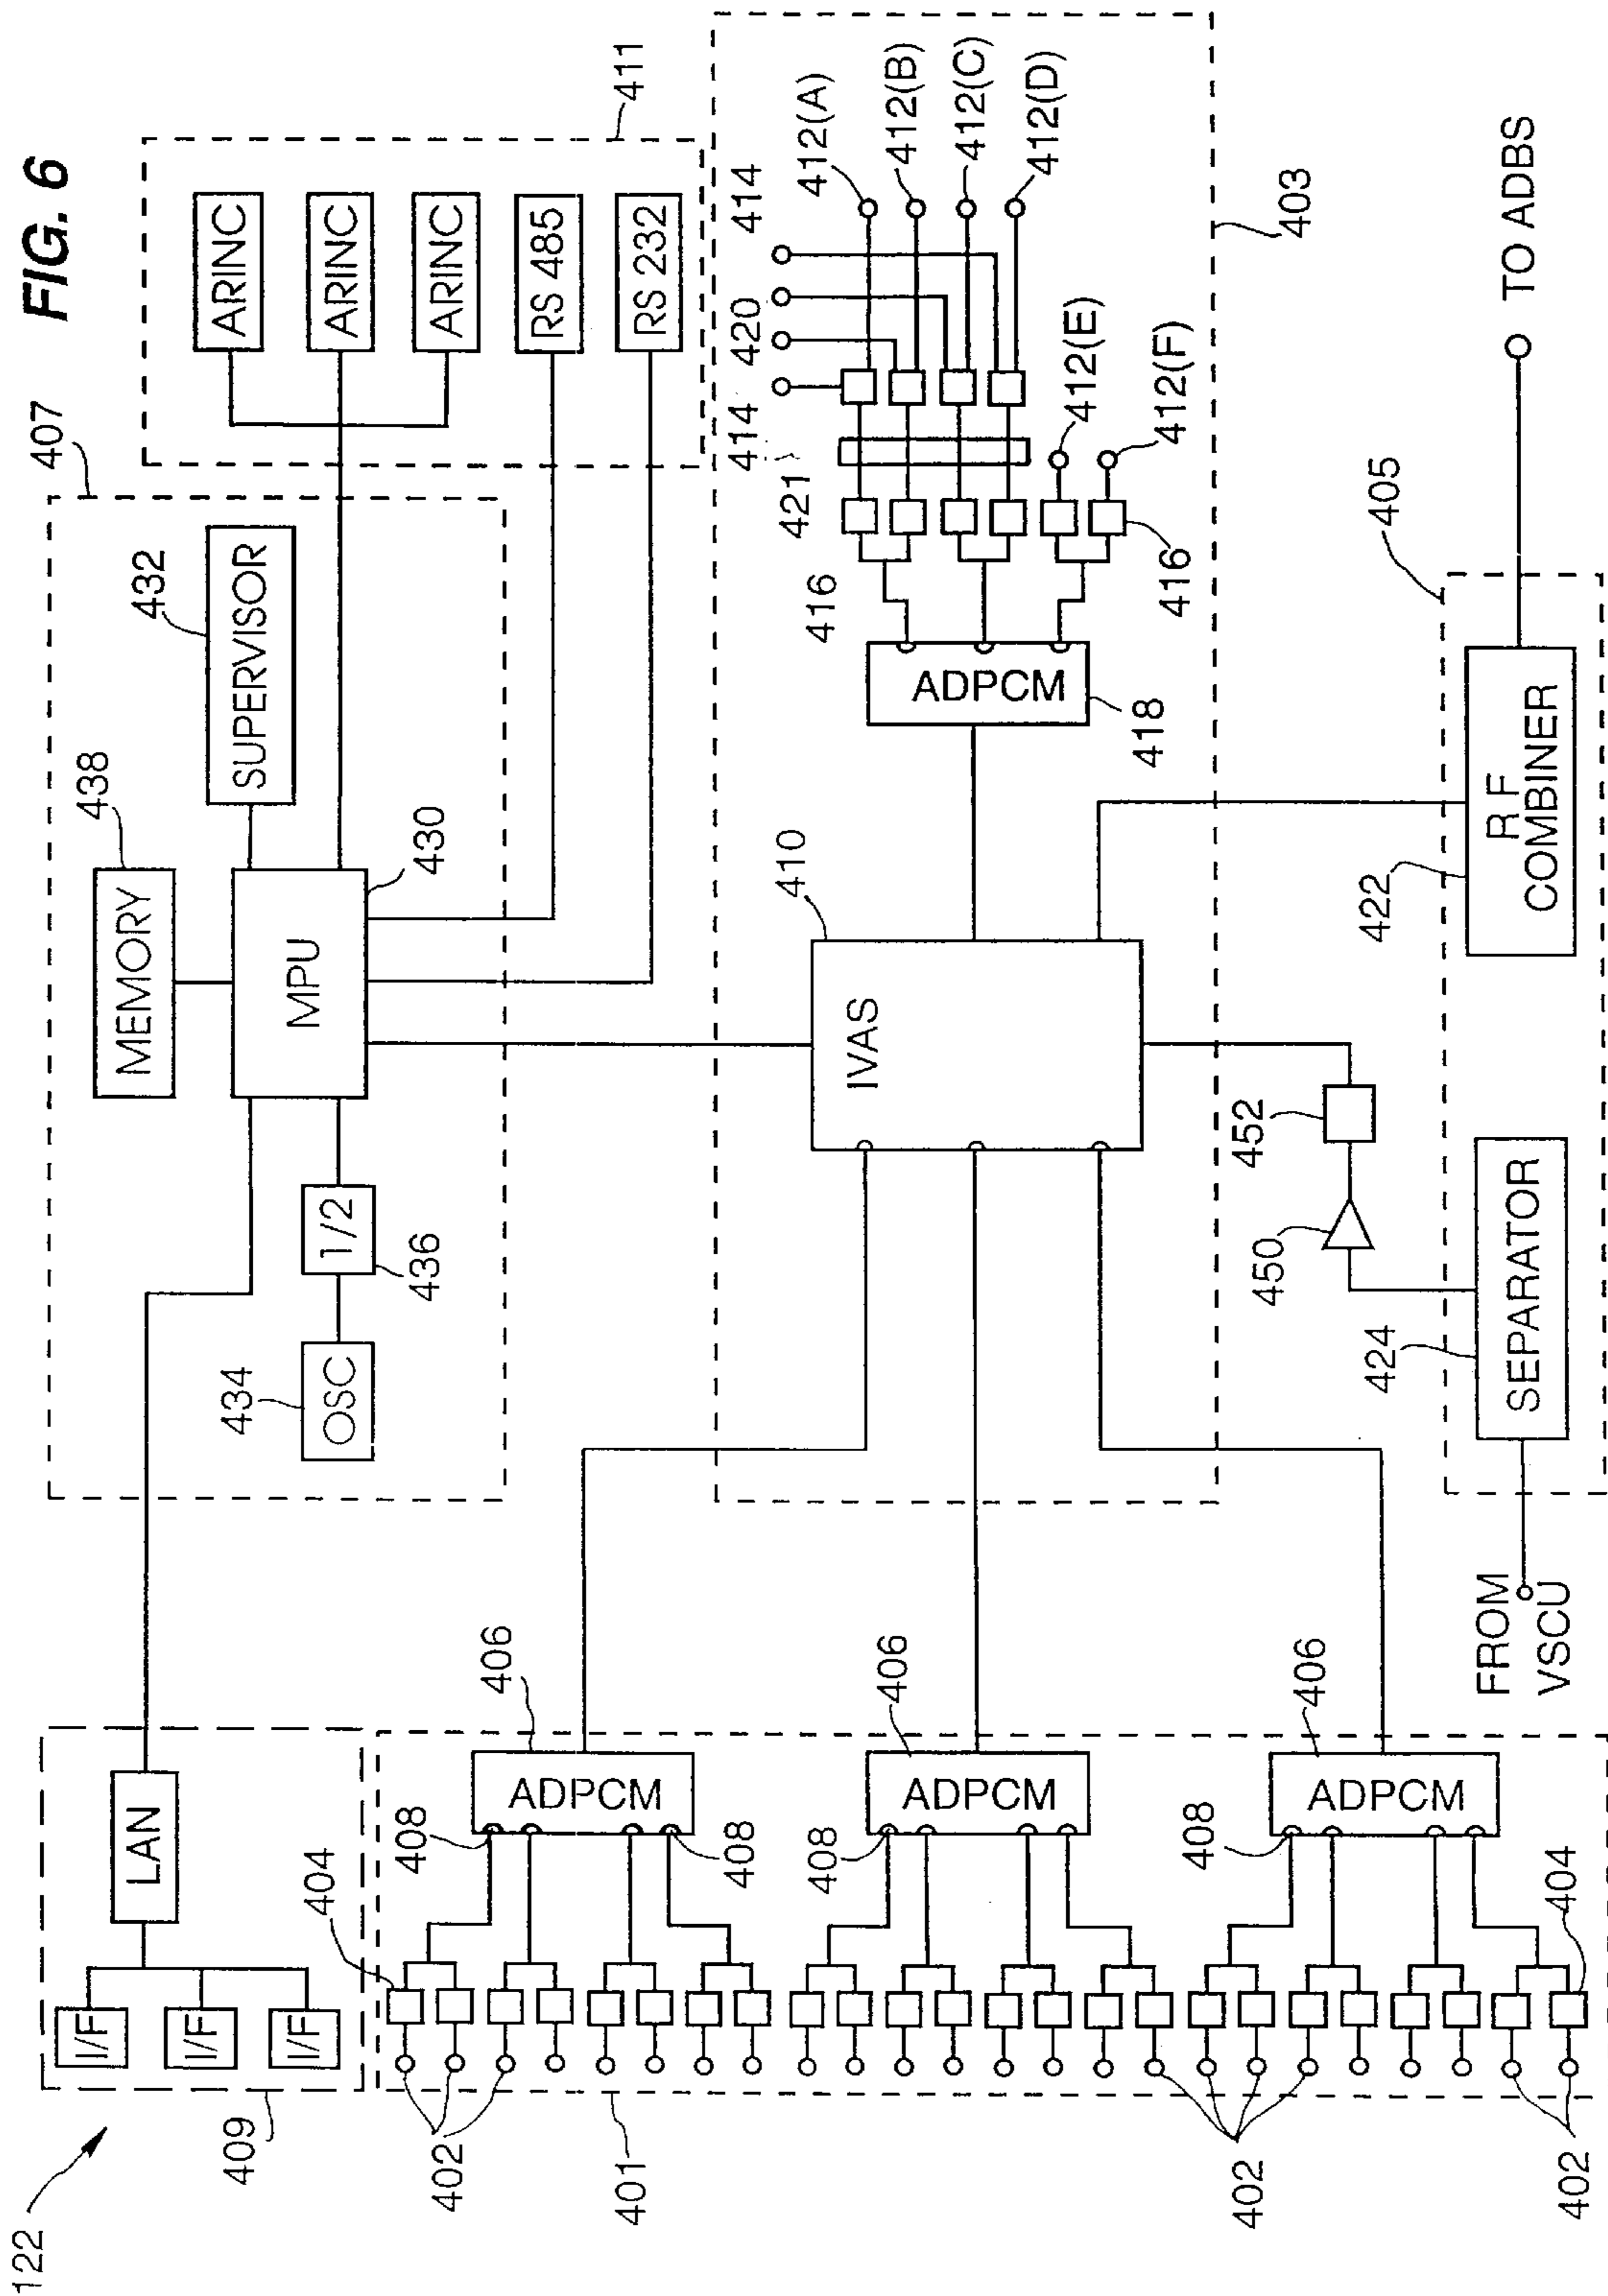 FIG. 6
122
409
I/F
I/F
I/F
LAN
407
434
OSC
1/2
436
MEMORY
438
MPU
430
432
SUPERVISOR
411
ARINC
ARINC
ARINC
RS 485
RS 232
401
402
402
402
404
404
408
408
408
408
406
ADPCM
406
ADPCM
406
ADPCM
403
410
IVAS
ADPCM
418
416
416
421
414
420
414
412(A)
412(B)
412(C)
412(D)
412(E)
412(F)
450
452
405
FROM
VSCU
424
SEPARATOR
422
RF
COMBINER
TO ADBS